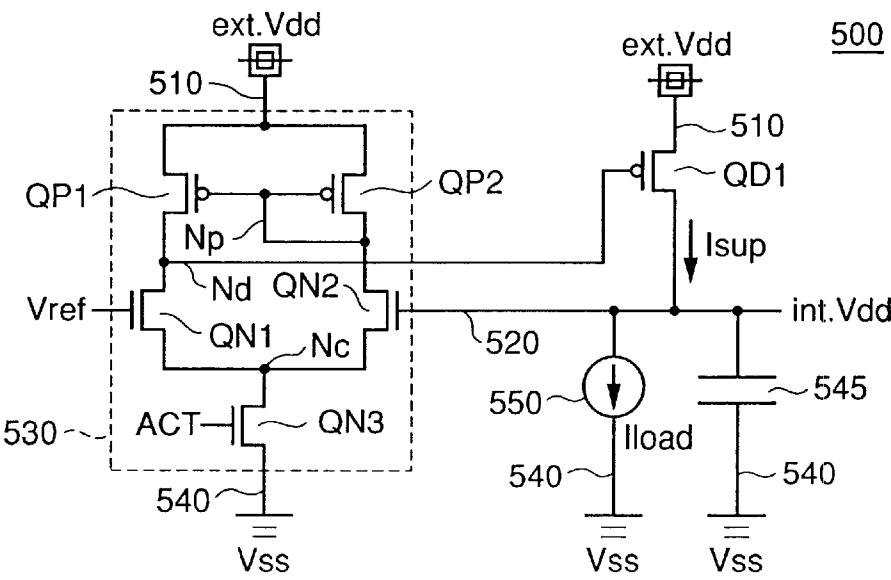 ext.Vdd
ext.Vdd
500
510
510
QP1
QP2
QD1
Np
Isup
Nd
QN2
Vref
QN1
int.Vdd
520
Nc
550
545
530
ACT
QN3
Iload
540
540
540
Vss
Vss
Vss